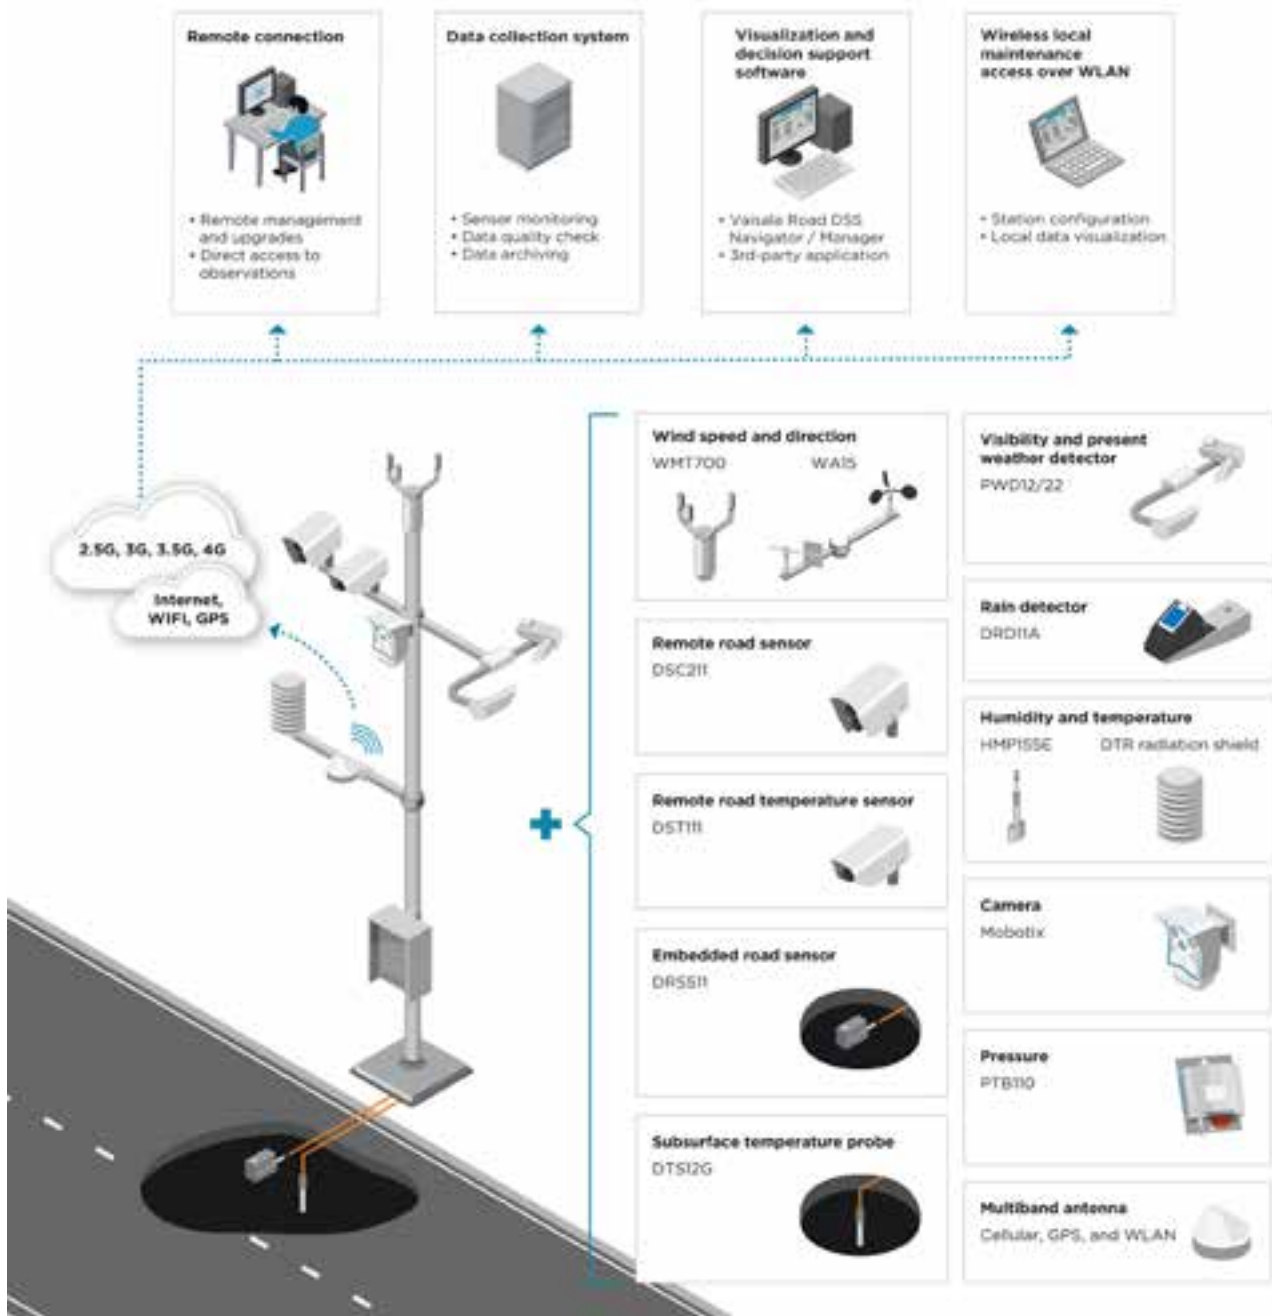 Remote connection
• Remote management
and upgrades
• Direct access to
observations
Data collection system
• Sensor monitoring
• Data quality check
• Data archiving
Visualization and
decision support
software
• Vaisala Road DSS
Navigator / Manager
• 3rd-party application
Wireless local
maintenance
access over WLAN
• Station configuration
• Local data visualization
2.5G, 3G, 3.5G, 4G
Internet,
WIFI, GPS
Wind speed and direction
WMT700 WA15
Remote road sensor
DSC211
Remote road temperature sensor
DST111
Embedded road sensor
DRS511
Subsurface temperature probe
DTS12G
Visibility and present
weather detector
PWD12/22
Rain detector
DRD11A
Humidity and temperature
HMP155E DTR radiation shield
Camera
Mobotix
Pressure
PTB110
Multiband antenna
Cellular, GPS, and WLAN